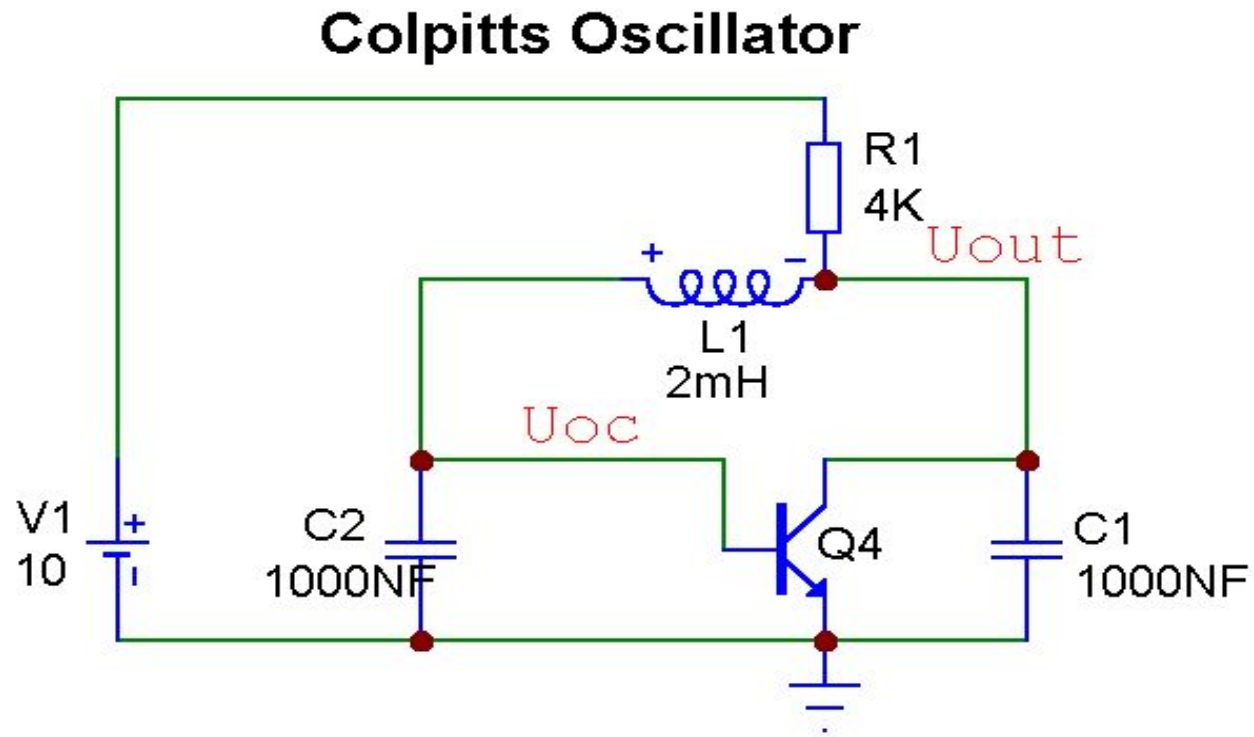 Colpitts Oscillator
R1
4K
Uout
+ −
L1
2mH
Uoc
V1
10
+
−
C2
1000NF
Q4
C1
1000NF